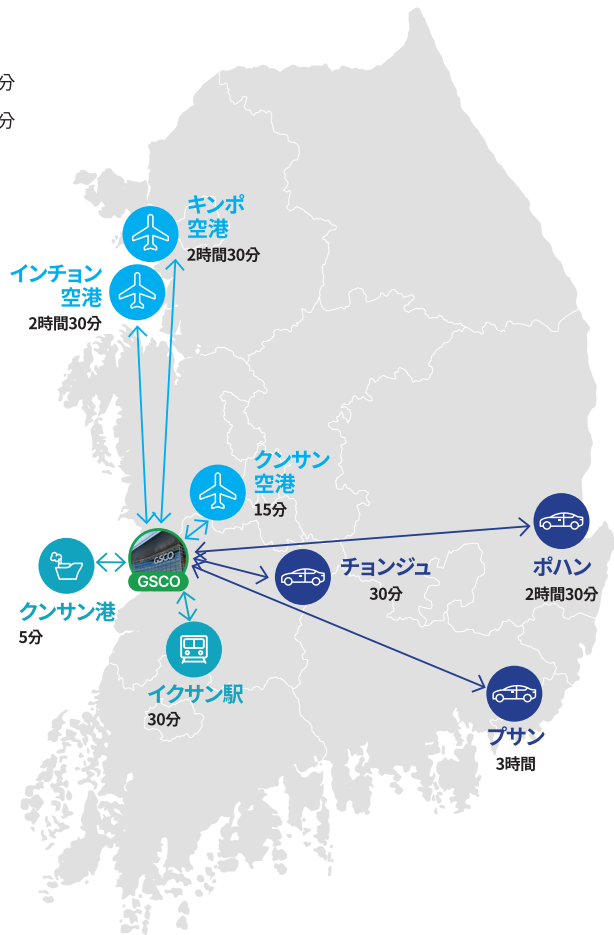 分
分
キンポ
空港
2時間30分
インチョン
空港
2時間30分
クンサン
空港
15分
GSCO
GSCO
クンサン港
5分
チョンジュ
30分
ポハン
2時間30分
イクサン駅
30分
プサン
3時間